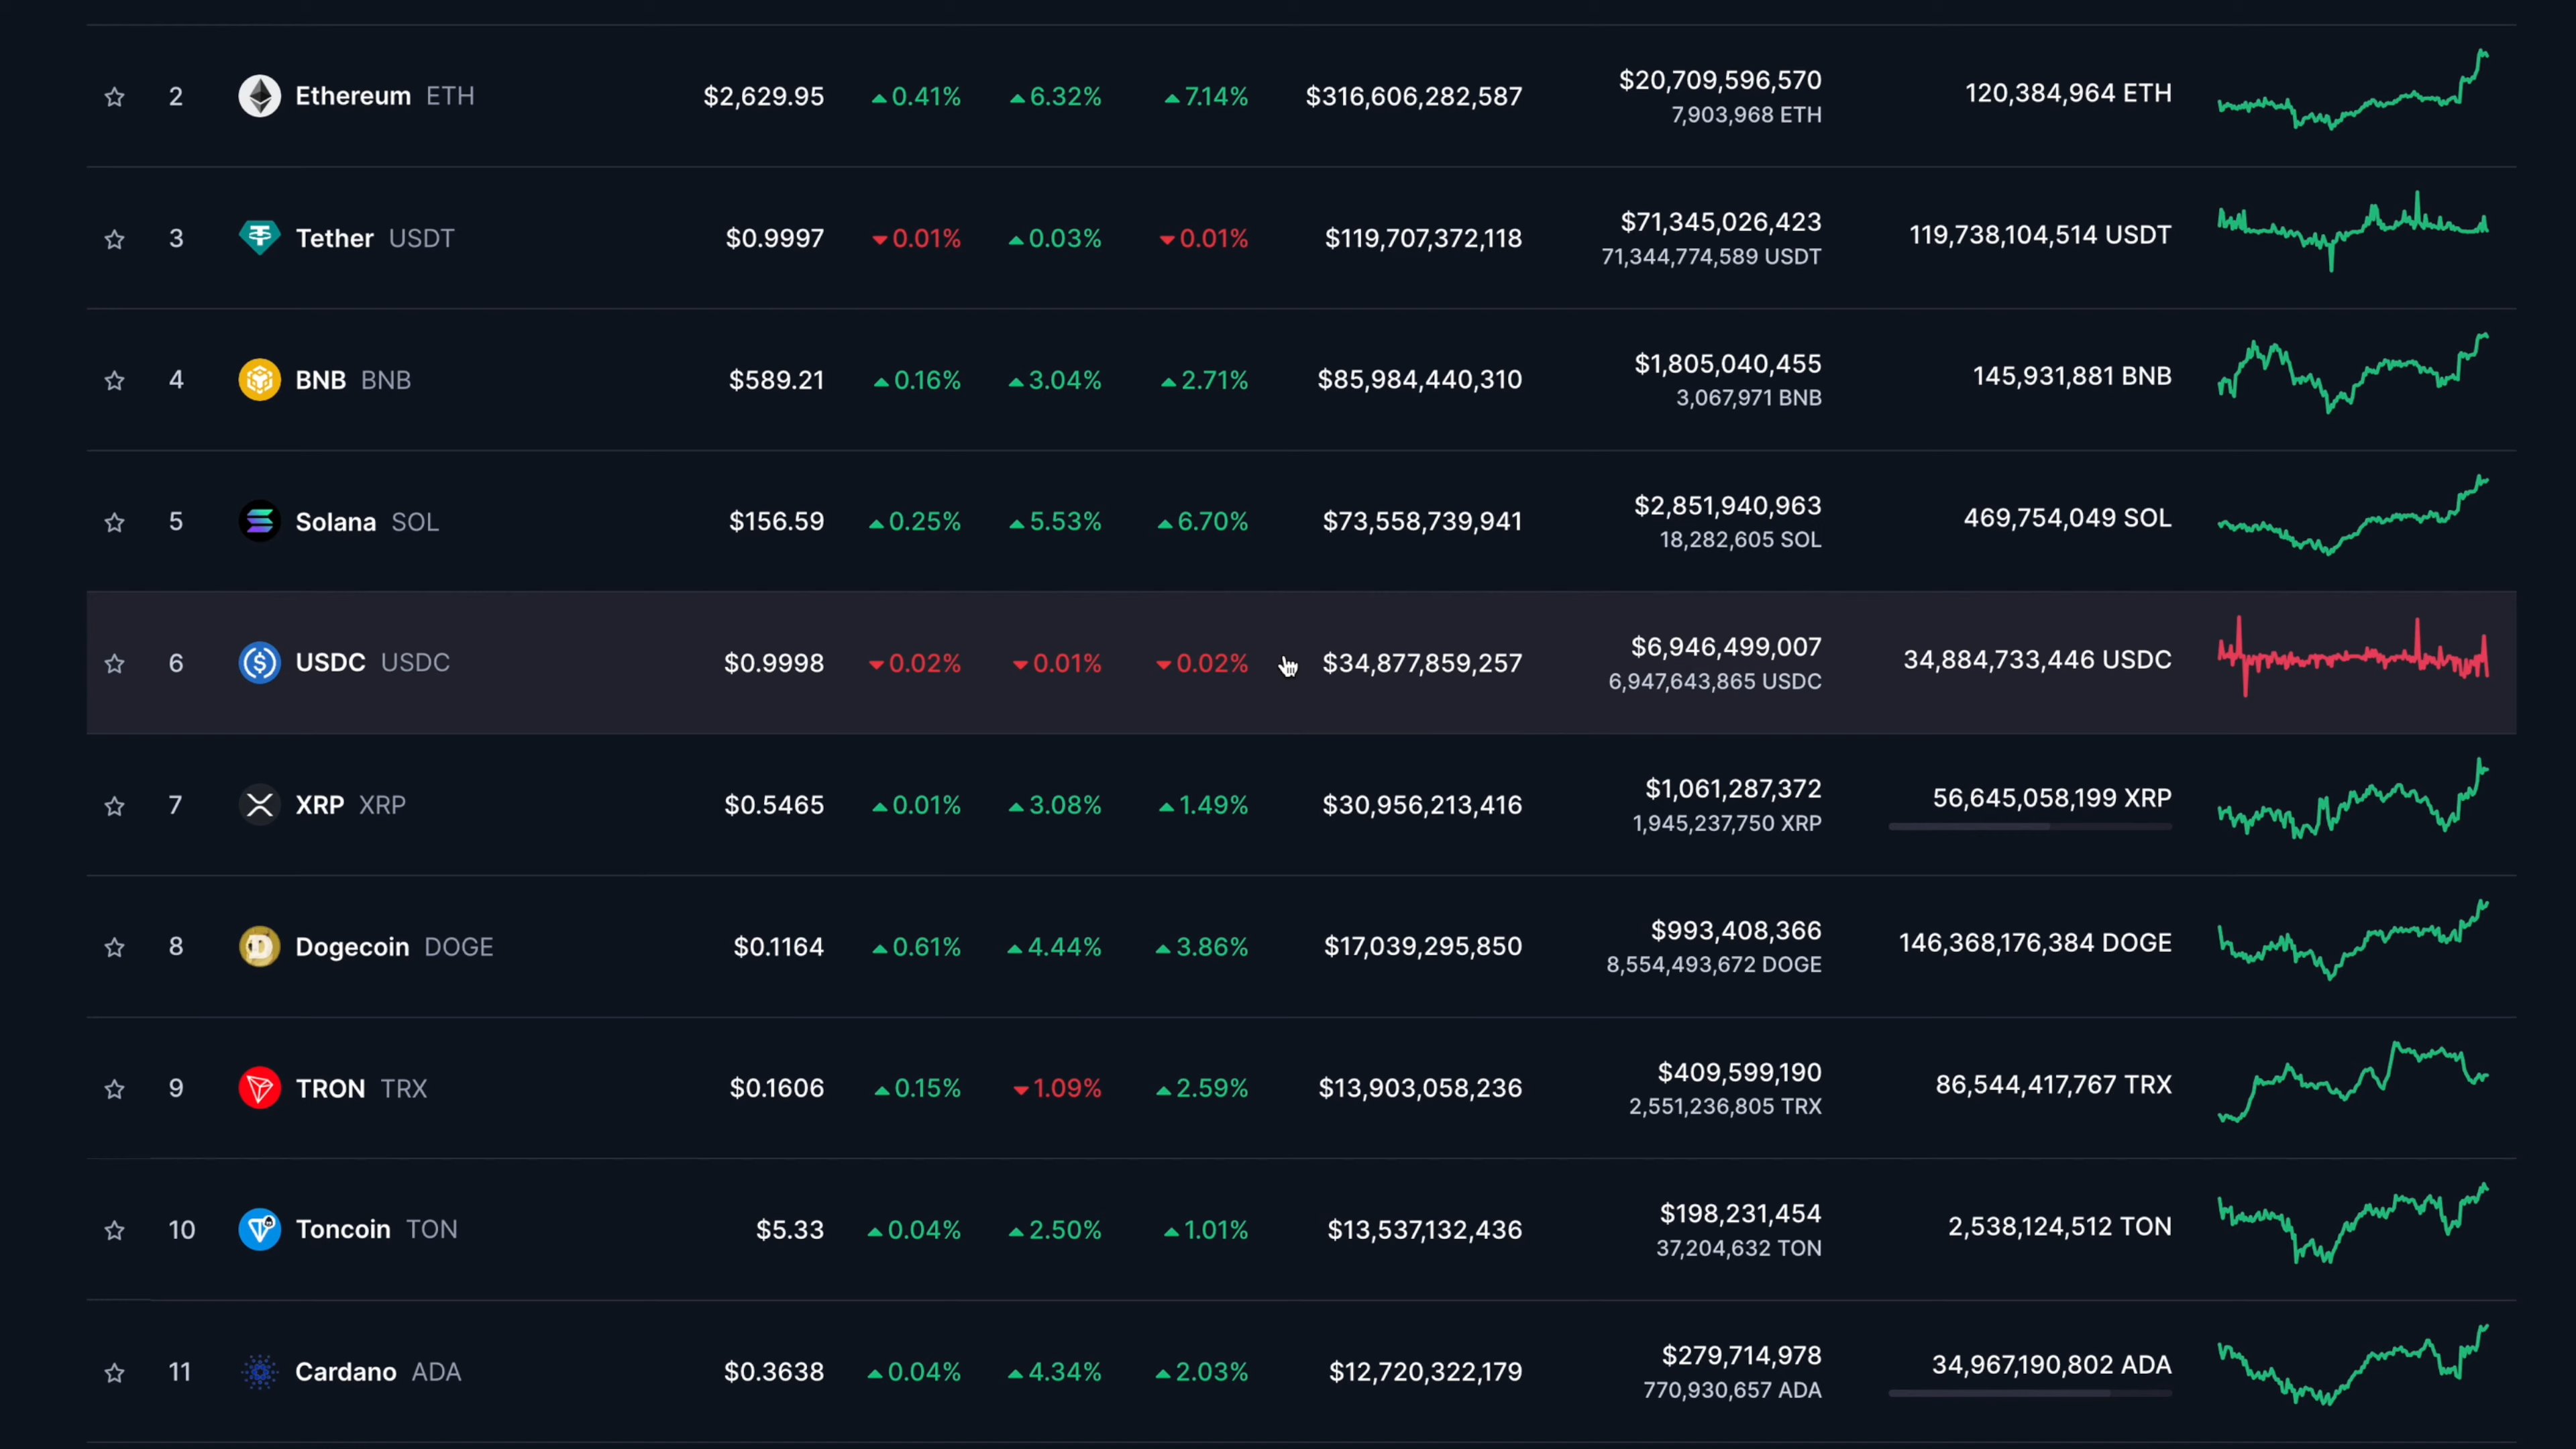 2 Ethereum ETH $2,629.95 0.41% 6.32% 7.14% $316,606,282,587 $20,709,596,570 120,384,964 ETH
7,903,968 ETH
3 Tether USDT $0.9997 0.01% 0.03% 0.01% $119,707,372,118 $71,345,026,423 119,738,104,514 USDT
71,344,774,589 USDT
4 BNB BNB $589.21 0.16% 3.04% 2.71% $85,984,440,310 $1,805,040,455 145,931,881 BNB
3,067,971 BNB
5 Solana SOL $156.59 0.25% 5.53% 6.70% $73,558,739,941 $2,851,940,963 469,754,049 SOL
18,282,605 SOL
6 USDC USDC $0.9998 0.02% 0.01% 0.02% $34,877,859,257 $6,946,499,007 34,884,733,446 USDC
6,947,643,865 USDC
7 XRP XRP $0.5465 0.01% 3.08% 1.49% $30,956,213,416 $1,061,287,372 56,645,058,199 XRP
1,945,237,750 XRP
8 Dogecoin DOGE $0.1164 0.61% 4.44% 3.86% $17,039,295,850 $993,408,366 146,368,176,384 DOGE
8,554,493,672 DOGE
9 TRON TRX $0.1606 0.15% 1.09% 2.59% $13,903,058,236 $409,599,190 86,544,417,767 TRX
2,551,236,805 TRX
10 Toncoin TON $5.33 0.04% 2.50% 1.01% $13,537,132,436 $198,231,454 2,538,124,512 TON
37,204,632 TON
11 Cardano ADA $0.3638 0.04% 4.34% 2.03% $12,720,322,179 $279,714,978 34,967,190,802 ADA
770,930,657 ADA